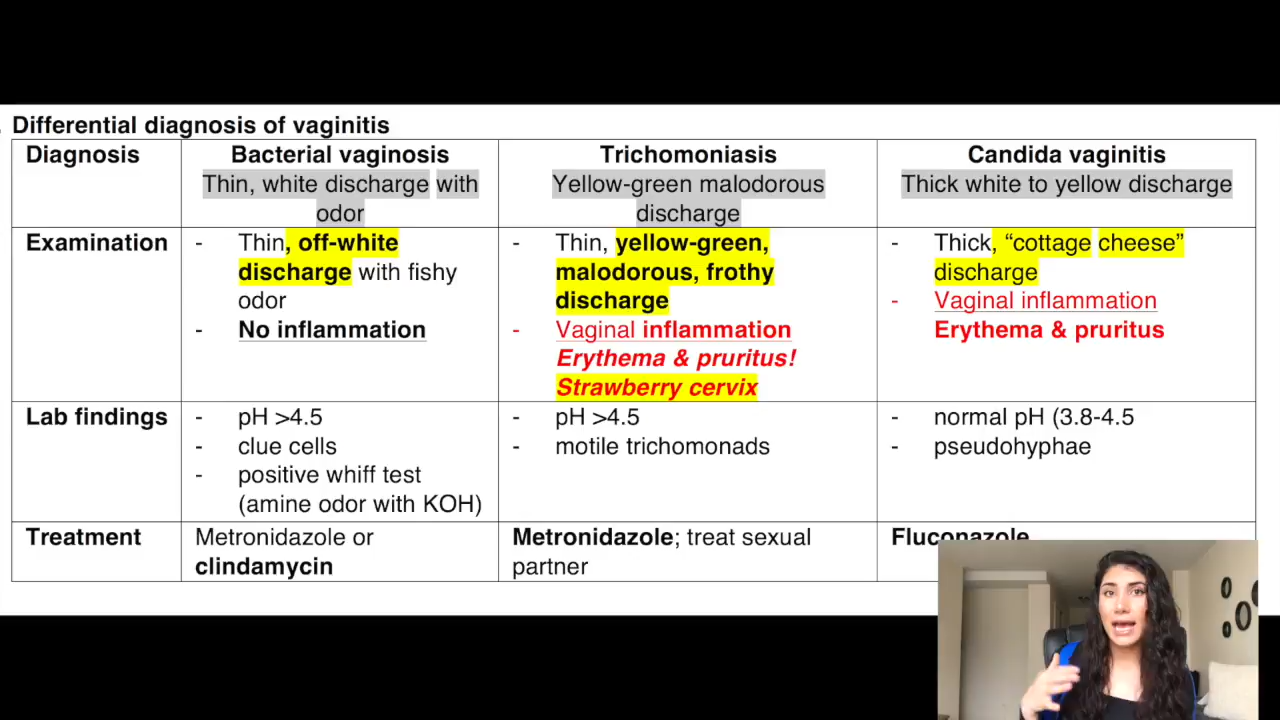 Differential diagnosis of vaginitis
Diagnosis
Bacterial vaginosis
Thin, white discharge with
odor
Trichomoniasis
Yellow-green malodorous
discharge
Candida vaginitis
Thick white to yellow discharge
Examination
- Thin, off-white
discharge with fishy
odor
- No inflammation
- Thin, yellow-green,
malodorous, frothy
discharge
- Vaginal inflammation
Erythema & pruritus!
Strawberry cervix
- Thick, “cottage cheese”
discharge
- Vaginal inflammation
Erythema & pruritus
Lab findings
- pH >4.5
- clue cells
- positive whiff test
(amine odor with KOH)
- pH >4.5
- motile trichomonads
- normal pH (3.8-4.5
- pseudohyphae
Treatment
Metronidazole or
clindamycin
Metronidazole; treat sexual
partner
Fluconazole